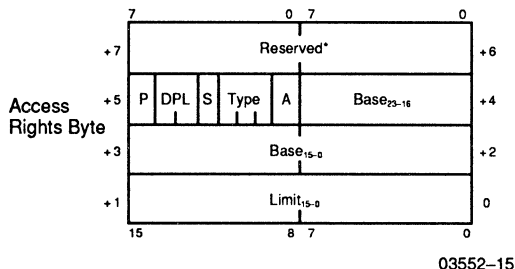 7 0 7 0
+7 Reserved* +6
Access Rights Byte
+5 P DPL S Type A Base23–16 +4
+3 Base15–0 +2
+1 Limit15–0 0
15 8 7 0
03552–15